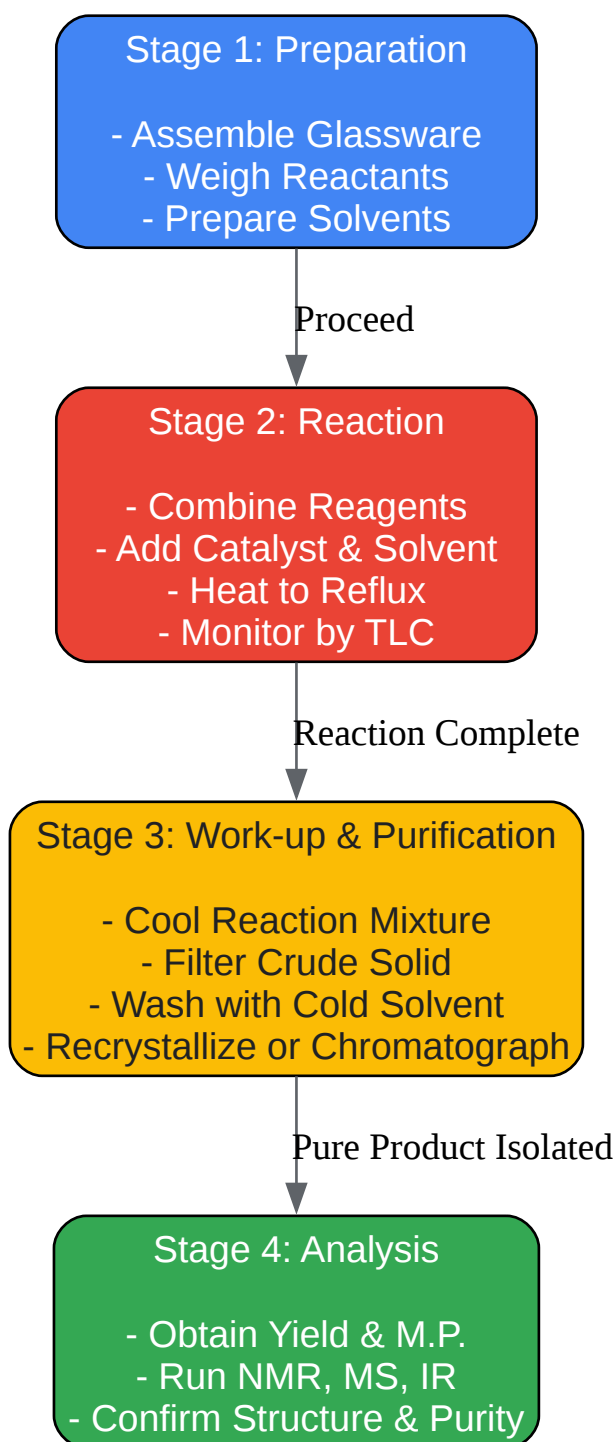 Stage 1: Preparation
- Assemble Glassware
- Weigh Reactants
- Prepare Solvents
Proceed
Stage 2: Reaction
- Combine Reagents
- Add Catalyst & Solvent
- Heat to Reflux
- Monitor by TLC
Reaction Complete
Stage 3: Work-up & Purification
- Cool Reaction Mixture
- Filter Crude Solid
- Wash with Cold Solvent
- Recrystallize or Chromatograph
Pure Product Isolated
Stage 4: Analysis
- Obtain Yield & M.P.
- Run NMR, MS, IR
- Confirm Structure & Purity